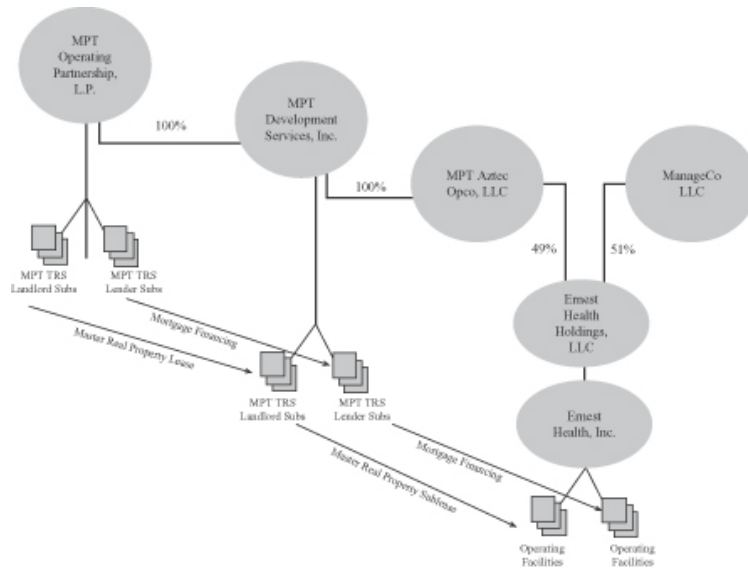 MPT
Operating
Partnership,
L.P.
100%
MPT
Development
Services, Inc.
100%
MPT Aztec
Opco, LLC
ManageCo
LLC
49%
51%
MPT TRS
Landlord Subs
MPT TRS
Lender Subs
Master Real Property Lease
Mortgage Financing
Ernest
Health
Holdings,
LLC
MPT TRS
Landlord Subs
MPT TRS
Lender Subs
Ernest
Health, Inc.
Master Real Property Sublease
Mortgage Financing
Operating
Facilities
Operating
Facilities